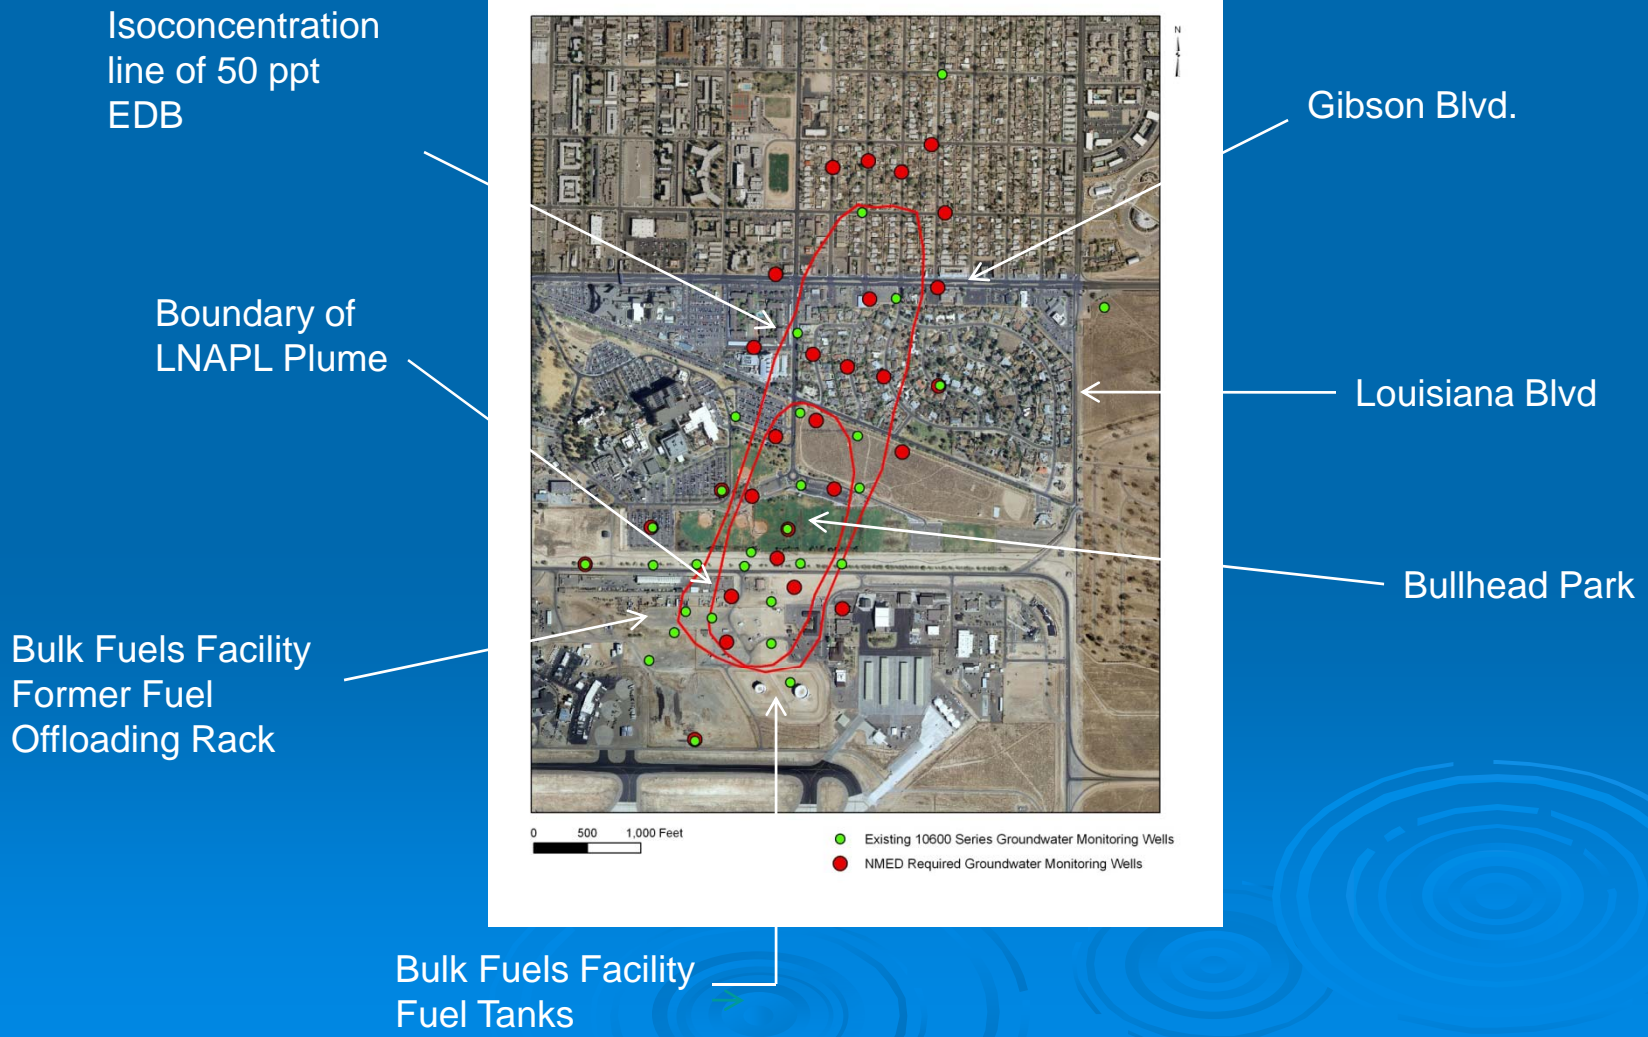 Isoconcentration
line of 50 ppt
EDB
N
Gibson Blvd.
Boundary of
LNAPL Plume
Louisiana Blvd
Bullhead Park
Bulk Fuels Facility
Former Fuel
Offloading Rack
0 500 1,000 Feet
Existing 10600 Series Groundwater Monitoring Wells
NMED Required Groundwater Monitoring Wells
Bulk Fuels Facility
Fuel Tanks